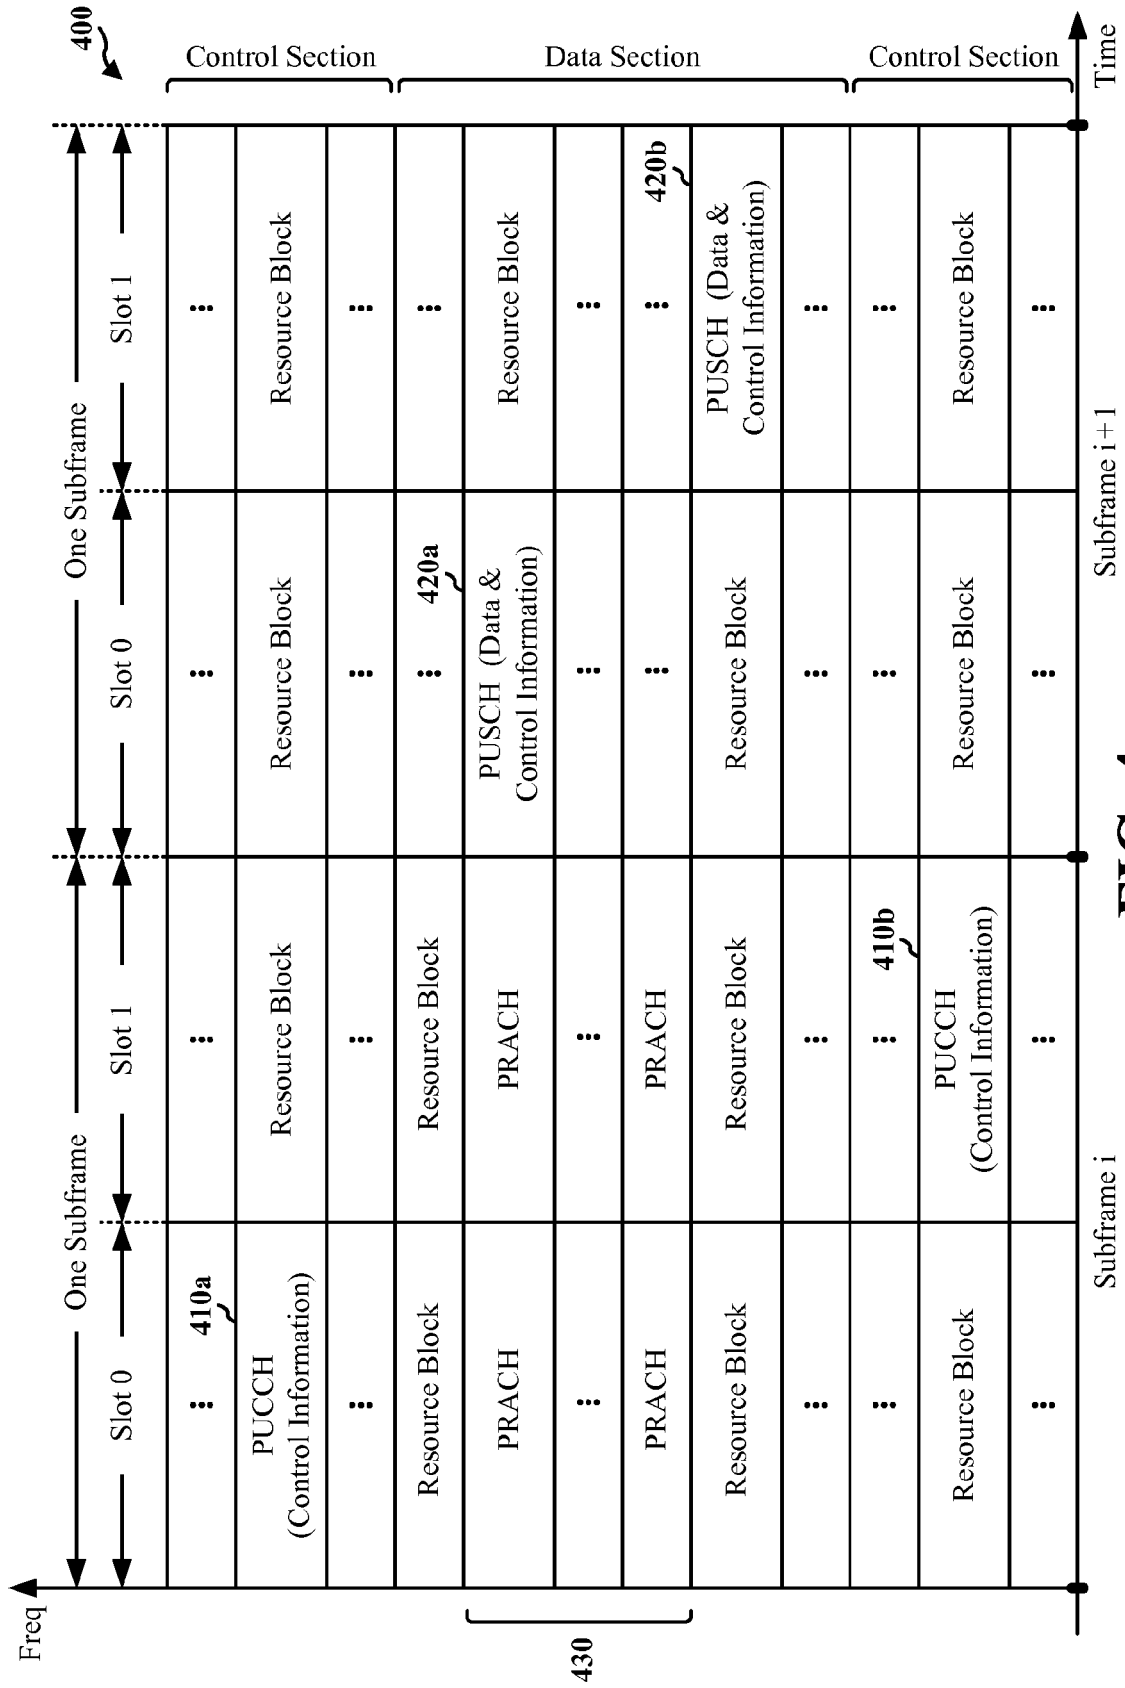 400
Freq
One Subframe
One Subframe
Slot 0
Slot 1
Slot 0
Slot 1
...
410a
...
...
...
Control Section
PUCCH
(Control Information)
Resource Block
Resource Block
Resource Block
...
...
...
...
Resource Block
Resource Block
...
420a
...
Data Section
430
PRACH
PRACH
PUSCH (Data &
Control Information)
Resource Block
...
...
...
...
PRACH
PRACH
...
...
420b
Resource Block
Resource Block
Resource Block
PUSCH (Data &
Control Information)
...
...
...
...
...
...
410b
...
...
Control Section
Resource Block
PUCCH
(Control Information)
Resource Block
Resource Block
...
...
...
...
Subframe i
Subframe i+1
Time
FIG.